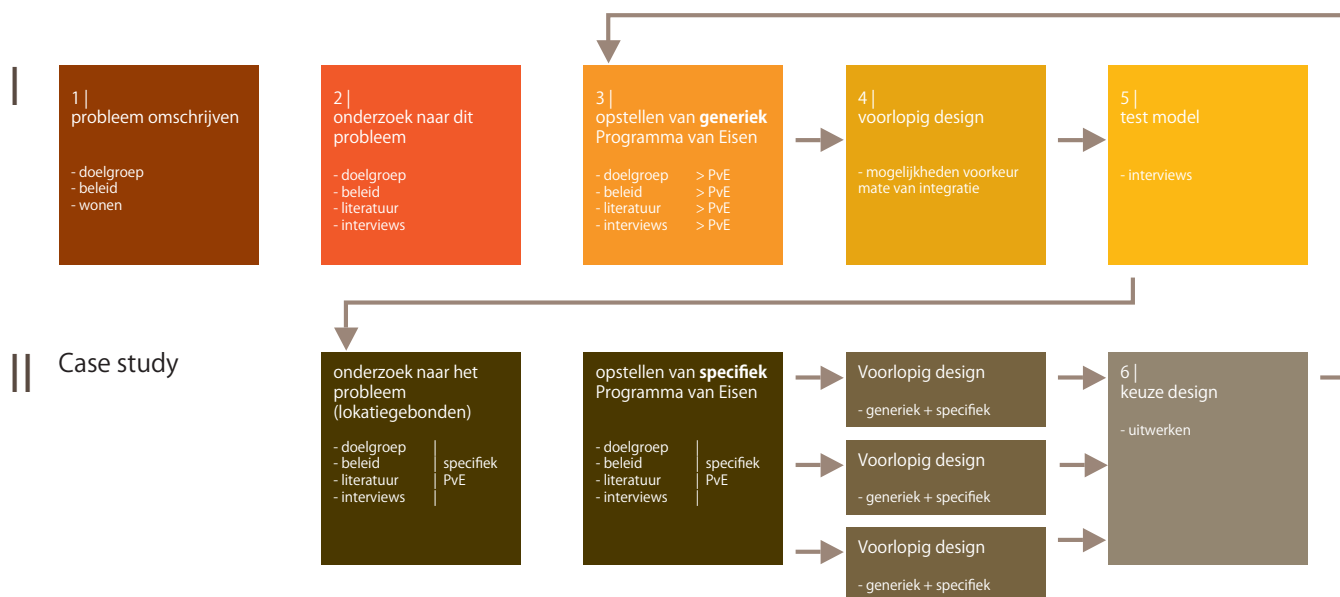 I
1 |
probleem omschrijven
- doelgroep
- beleid
- wonen
2 |
onderzoek naar dit
probleem
- doelgroep
- beleid
- literatuur
- interviews
3 |
opstellen van generiek
Programma van Eisen
- doelgroep > PvE
- beleid > PvE
- literatuur > PvE
- interviews > PvE
4 |
voorlopig design
- mogelijkheden voorkeur
mate van integratie
5 |
test model
- interviews
II
Case study
onderzoek naar het
probleem
(lokatiegebonden)
- doelgroep |
- beleid | specifiek
- literatuur | PvE
- interviews |
opstellen van specifiek
Programma van Eisen
- doelgroep |
- beleid | specifiek
- literatuur | PvE
- interviews |
Voorlopig design
- generiek + specifiek
Voorlopig design
- generiek + specifiek
Voorlopig design
- generiek + specifiek
6 |
keuze design
- uitwerken